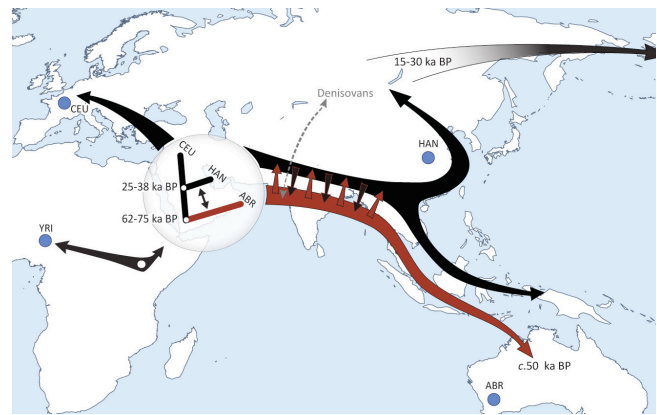 15-30 ka BP
Denisovans
CEU
HAN
CEU
HAN
25-38 ka BP
ABR
62-75 ka BP
YRI
c.50 ka BP
ABR